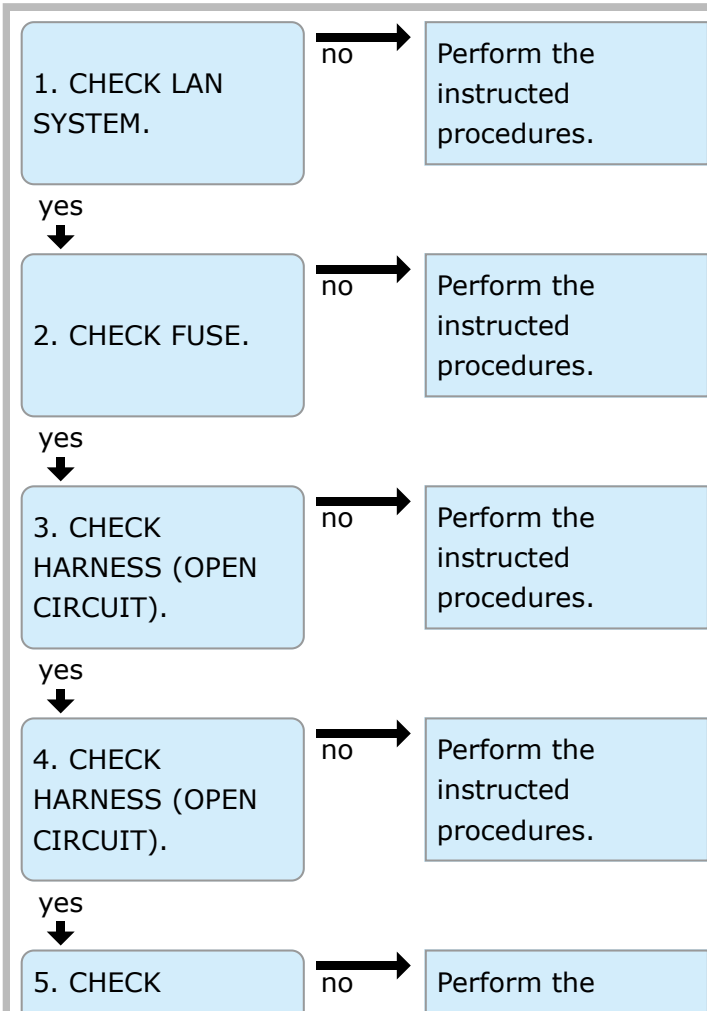 1. CHECK LAN
SYSTEM.
no
Perform the
instructed
procedures.
yes
2. CHECK FUSE.
no
Perform the
instructed
procedures.
yes
3. CHECK
HARNESS (OPEN
CIRCUIT).
no
Perform the
instructed
procedures.
yes
4. CHECK
HARNESS (OPEN
CIRCUIT).
no
Perform the
instructed
procedures.
yes
5. CHECK
no
Perform the